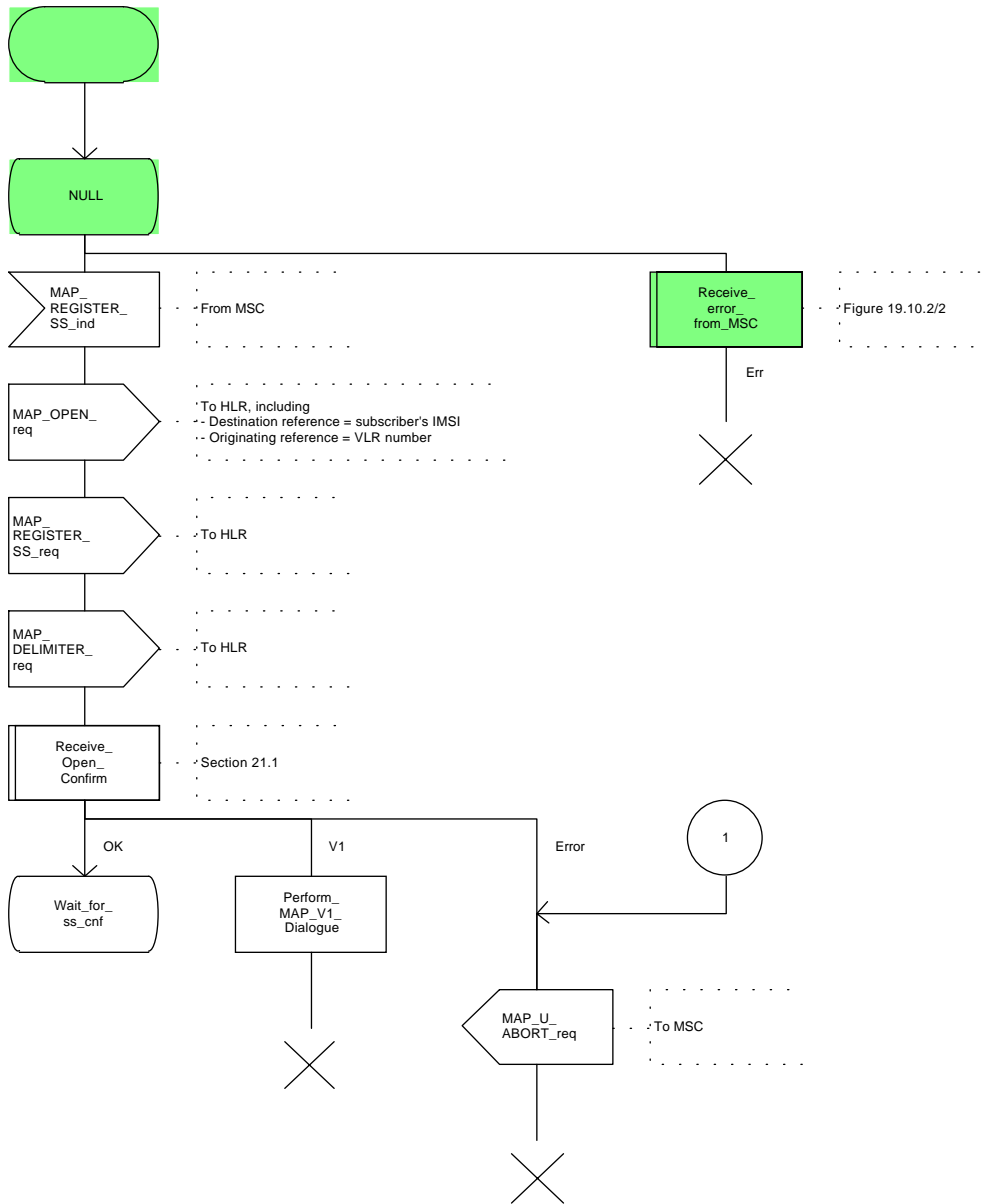 NULL
MAP_
REGISTER_
SS_ind
From MSC
Receive_
error_
from_MSC
Figure 19.10.2/2
Err
MAP_OPEN_
req
To HLR, including
- Destination reference = subscriber's IMSI
- Originating reference = VLR number
MAP_
REGISTER_
SS_req
To HLR
MAP_
DELIMITER_
req
To HLR
Receive_
Open_
Confirm
Section 21.1
OK
V1
Error
1
Wait_for_
ss_cnf
Perform_
MAP_V1_
Dialogue
MAP_U_
ABORT_req
To MSC